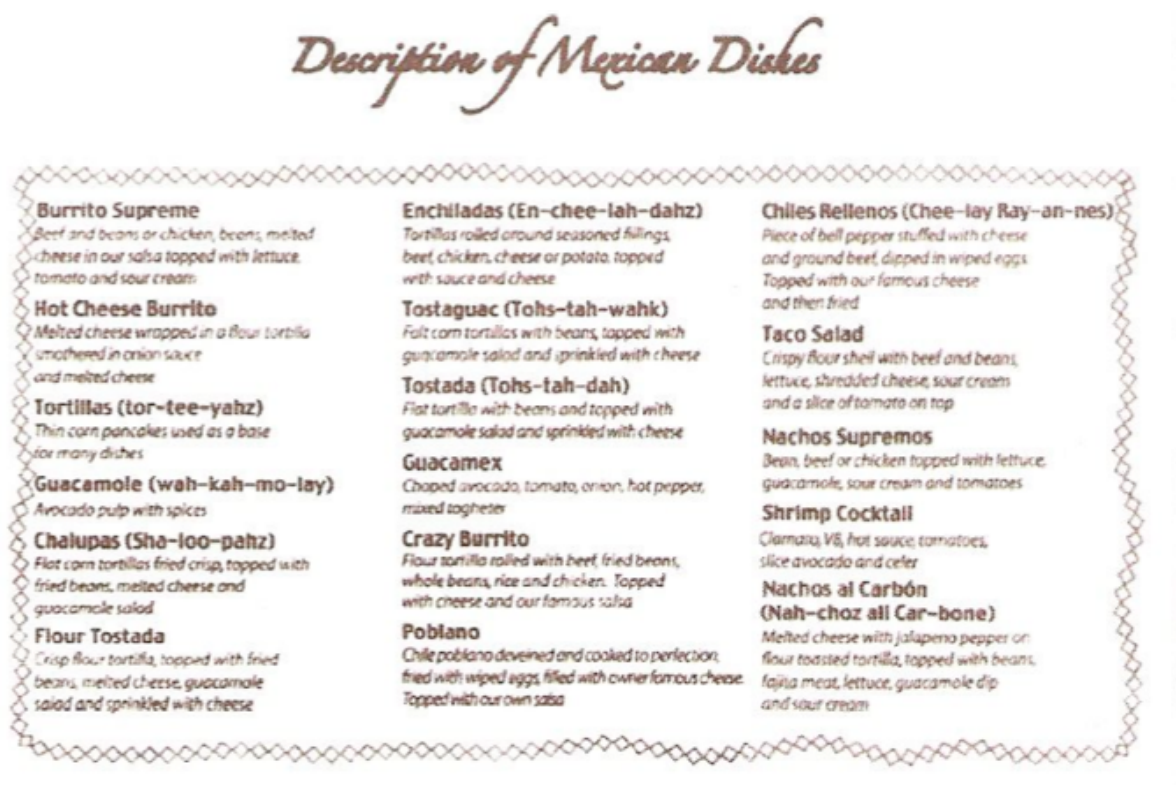 Description of Mexican Dishes
Burrito Supreme
Beef and beans or chicken, beans, melted
cheese in our salsa topped with lettuce,
tomato and sour cream
Hot Cheese Burrito
Melted cheese wrapped in a flour tortilla
smothered in onion sauce
and melted cheese
Tortillas (tor-tee-yahz)
Thin corn pancakes used as a base
for many dishes
Guacamole (wah-kah-mo-lay)
Avocado pulp with spices
Chalupas (Sha-loo-pahz)
Flat corn tortillas fried crisp, topped with
fried beans, melted cheese and
guacamole salad
Flour Tostada
Crisp flour tortilla, topped with fried
beans, melted cheese, guacamole
salad and sprinkled with cheese
Enchiladas (En-chee-lah-dahz)
Tortillas rolled around seasoned fillings,
beef, chicken, cheese or potato, topped
with sauce and cheese
Tostaguac (Tohs-tah-wahk)
Falt corn tortillas with beans, topped with
guacamole salad and sprinkled with cheese
Tostada (Tohs-tah-dah)
Flat tortilla with beans and topped with
guacamole salad and sprinkled with cheese
Guacamex
Choped avocado, tomato, onion, hot pepper,
mixed togheter
Crazy Burrito
Flour tortilla rolled with beef, fried beans,
whole beans, rice and chicken. Topped
with cheese and our famous salsa
Poblano
Chile poblano deveined and cooked to perfection,
fried with wiped eggs, filled with owner famous cheese.
Topped with our own salsa
Chiles Rellenos (Chee-lay Ray-an-nes)
Piece of bell pepper stuffed with cheese
and ground beef, dipped in wiped eggs.
Topped with our famous cheese
and then fried
Taco Salad
Crispy flour shell with beef and beans,
lettuce, shredded cheese, sour cream
and a slice of tomato on top
Nachos Supremos
Bean, beef or chicken topped with lettuce,
guacamole, sour cream and tomatoes
Shrimp Cocktail
Clamato, V8, hot sauce, tomatoes,
slice avocado and celer
Nachos al Carbón
(Nah-choz all Car-bone)
Melted cheese with jalapeno pepper on
flour toasted tortilla, topped with beans,
fajita meat, lettuce, guacamole dip
and sour cream